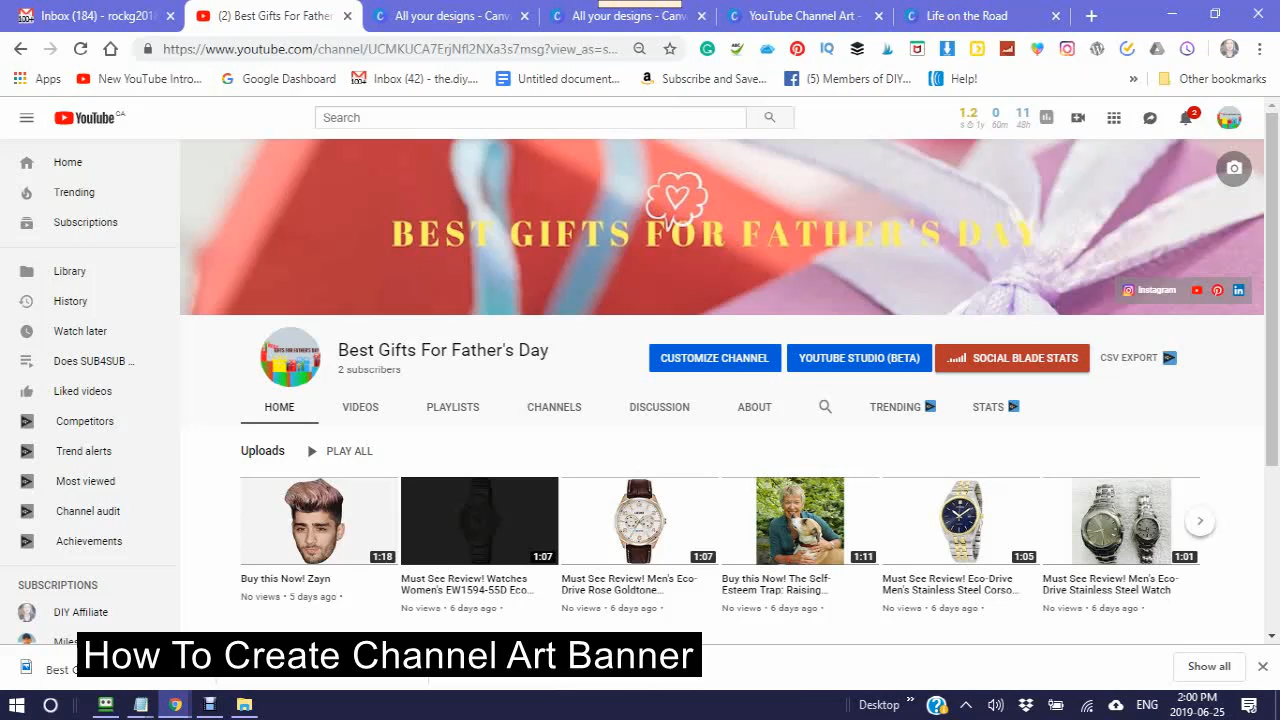 Inbox (184) - rockg201
(2) Best Gifts For Father
All your designs - Canv
All your designs - Canv
YouTube Channel Art -
Life on the Road
https://www.youtube.com/channel/UCMKUCA7ErjNfl2NXa3s7msg?view_as=s...
Apps
New YouTube Intro...
Google Dashboard
Inbox (42) - the.diy....
Untitled document...
Subscribe and Save...
(5) Members of DIY...
Help!
Other bookmarks
YouTube CA
Search
1.2 0 11
s 1y 60m 48h
2
Home
Trending
Subscriptions
Library
History
Watch later
Does SUB4SUB ...
Liked videos
Competitors
Trend alerts
Most viewed
Channel audit
Achievements
SUBSCRIPTIONS
DIY Affiliate
BEST GIFTS FOR FATHER'S DAY
Instagram
Best Gifts For Father's Day
2 subscribers
CUSTOMIZE CHANNEL
YOUTUBE STUDIO (BETA)
SOCIAL BLADE STATS
CSV EXPORT
HOME
VIDEOS
PLAYLISTS
CHANNELS
DISCUSSION
ABOUT
TRENDING
STATS
Uploads
PLAY ALL
1:18
1:07
1:07
1:11
1:05
1:01
Buy this Now! Zayn
No views • 5 days ago •
Must See Review! Watches
Women's EW1594-55D Eco...
No views • 6 days ago •
Must See Review! Men's Eco-
Drive Rose Goldtone...
No views • 6 days ago •
Buy this Now! The Self-
Esteem Trap: Raising...
No views • 6 days ago •
Must See Review! Eco-Drive
Men's Stainless Steel Corso...
No views • 6 days ago •
Must See Review! Men's Eco-
Drive Stainless Steel Watch
No views • 6 days ago •
How To Create Channel Art Banner
Show all
Desktop
ENG
2:00 PM
2019-06-25